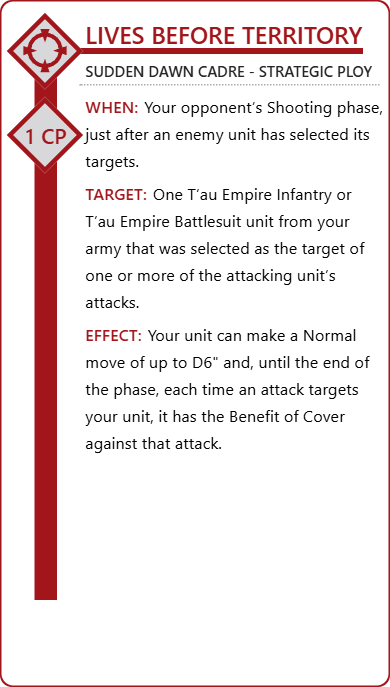 LIVES BEFORE TERRITORY
SUDDEN DAWN CADRE - STRATEGIC PLOY
WHEN: Your opponent’s Shooting phase,
1 CP
just after an enemy unit has selected its
targets.
TARGET: One T’au Empire Infantry or
T’au Empire Battlesuit unit from your
army that was selected as the target of
one or more of the attacking unit’s
attacks.
EFFECT: Your unit can make a Normal
move of up to D6" and, until the end of
the phase, each time an attack targets
your unit, it has the Benefit of Cover
against that attack.